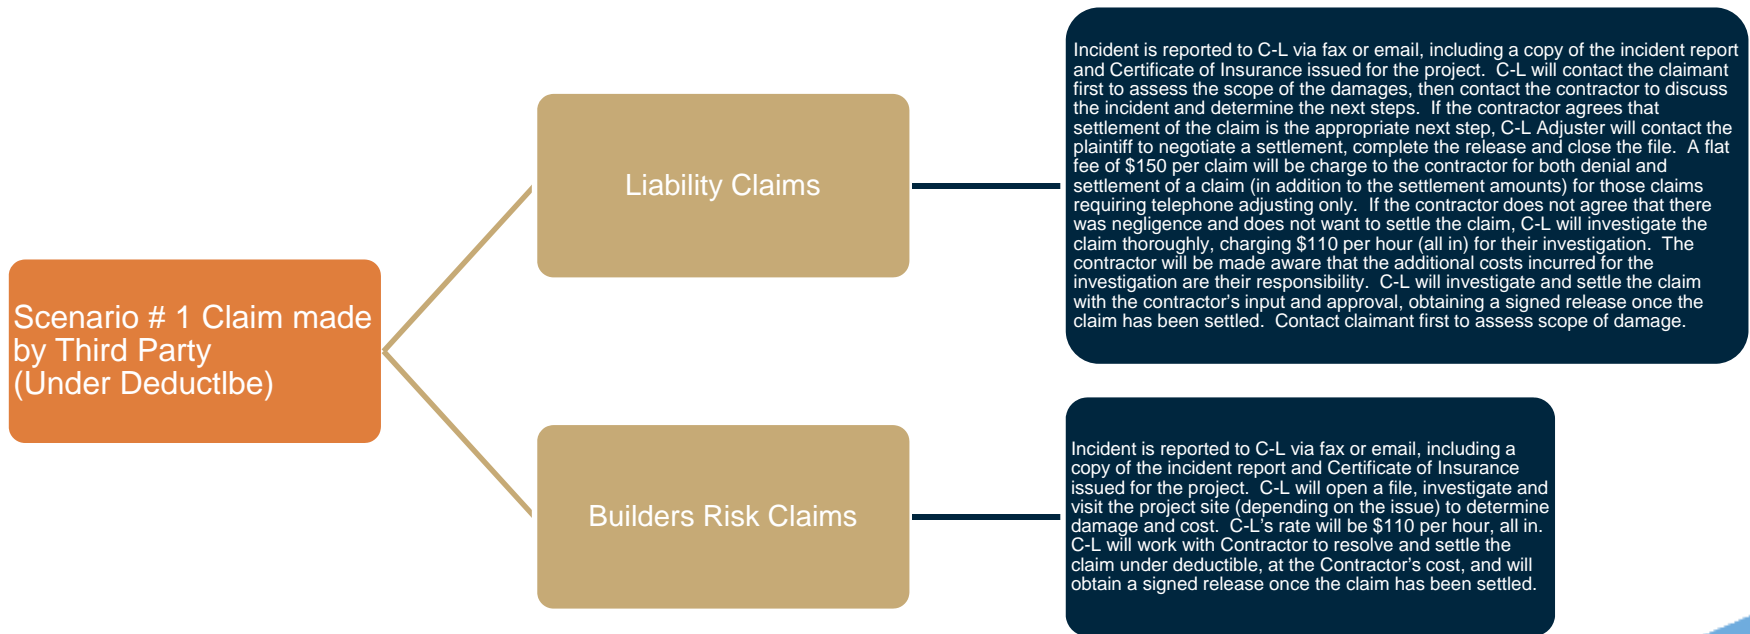 Scenario # 1 Claim made
by Third Party
(Under Deductlbe)
Liability Claims
Incident is reported to C-L via fax or email, including a copy of the incident report
and Certificate of Insurance issued for the project.  C-L will contact the claimant
first to assess the scope of the damages, then contact the contractor to discuss
the incident and determine the next steps.  If the contractor agrees that
settlement of the claim is the appropriate next step, C-L Adjuster will contact the
plaintiff to negotiate a settlement, complete the release and close the file.  A flat
fee of $150 per claim will be charge to the contractor for both denial and
settlement of a claim (in addition to the settlement amounts) for those claims
requiring telephone adjusting only.  If the contractor does not agree that there
was negligence and does not want to settle the claim, C-L will investigate the
claim thoroughly, charging $110 per hour (all in) for their investigation.  The
contractor will be made aware that the additional costs incurred for the
investigation are their responsibility.  C-L will investigate and settle the claim
with the contractor’s input and approval, obtaining a signed release once the
claim has been settled.  Contact claimant first to assess scope of damage.
Builders Risk Claims
Incident is reported to C-L via fax or email, including a
copy of the incident report and Certificate of Insurance
issued for the project.  C-L will open a file, investigate and
visit the project site (depending on the issue) to determine
damage and cost.  C-L’s rate will be $110 per hour, all in.
C-L will work with Contractor to resolve and settle the
claim under deductible, at the Contractor’s cost, and will
obtain a signed release once the claim has been settled.